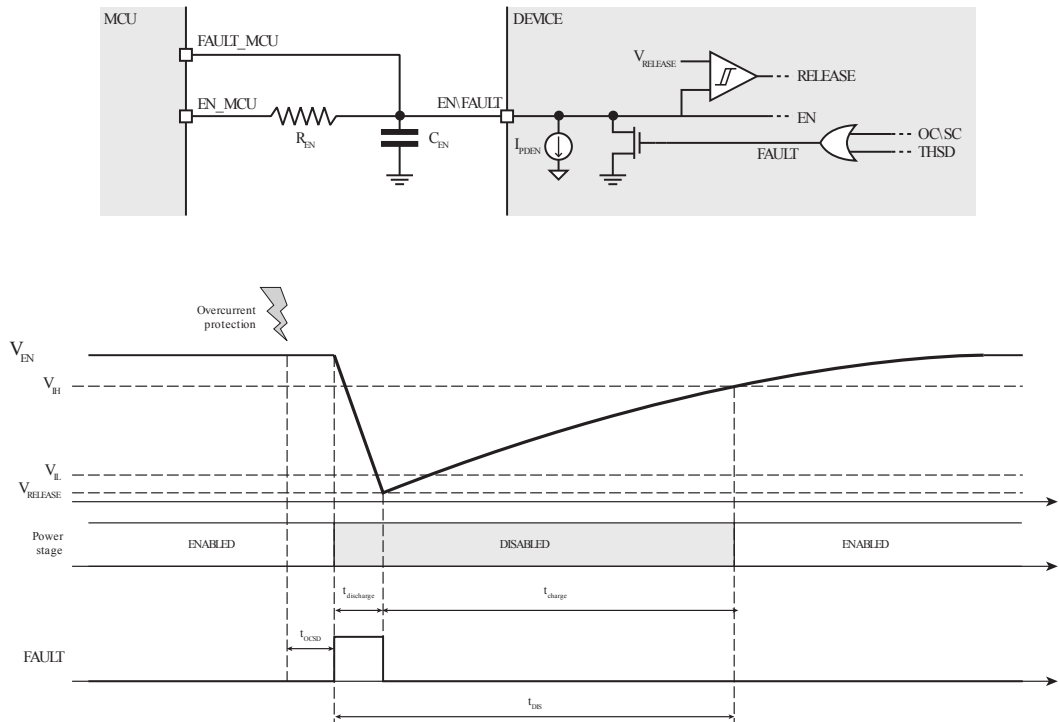 MCU
DEVICE
FAULT_MCU
V_RELEASE
RELEASE
EN_MCU
EN\FAULT
EN
R_EN
C_EN
I_PDEN
FAULT
OC\SC
THSD
Overcurrent
protection
V_EN
V_IH
V_IL
V_RELEASE
Power
stage
ENABLED
DISABLED
ENABLED
t_discharge
t_charge
t_OCSD
FAULT
t_DIS